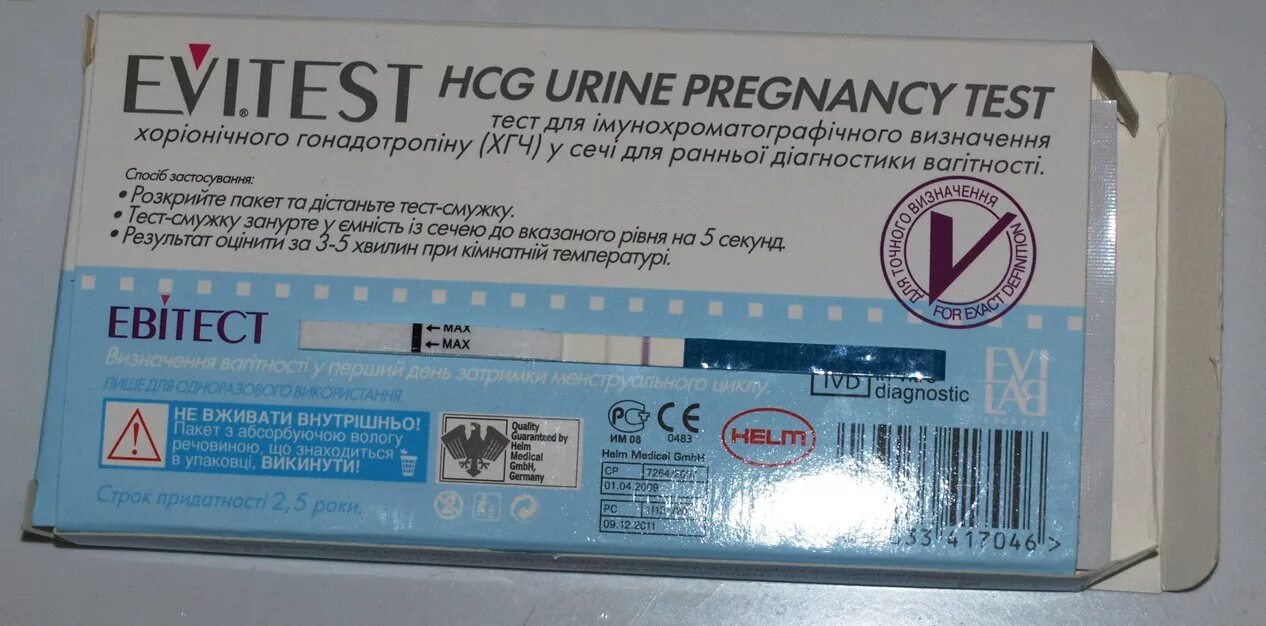 EVITEST® HCG URINE PREGNANCY TEST
тест для імунохроматографічного визначення
хоріонічного гонадотропіну (ХГЧ) у сечі для ранньої діагностики вагітності.
Спосіб застосування:
• Розкрийте пакет та дістаньте тест-смужку.
• Тест-смужку занурте у ємність із сечею до вказаного рівня на 5 секунд.
• Результат оцінити за 3-5 хвилин при кімнатній температурі.
ДЛЯ ТОЧНОГО ВИЗНАЧЕННЯ
FOR EXACT DEFINITION
ЕВІТЕСТ
←MAX
←MAX
Визначення вагітності у перший день затримки менструального циклу.
ЛИШЕ ДЛЯ ОДНОРАЗОВОГО ВИКОРИСТАННЯ.
IVD
diagnostic
EVI
LAB
НЕ ВЖИВАТИ ВНУТРІШНЬО!
Пакет з абсорбуючою вологу
речовиною, що знаходиться
в упаковці, ВИКИНУТИ!
Quality
Guaranteed by
Helm
Medical
GmbH,
Germany
ИМ 08
CE
0483
Helm Medical GmbH
HELM
CP
01.04.2009
PC
09.12.2011
Строк придатності 2,5 роки.
33 417046 >